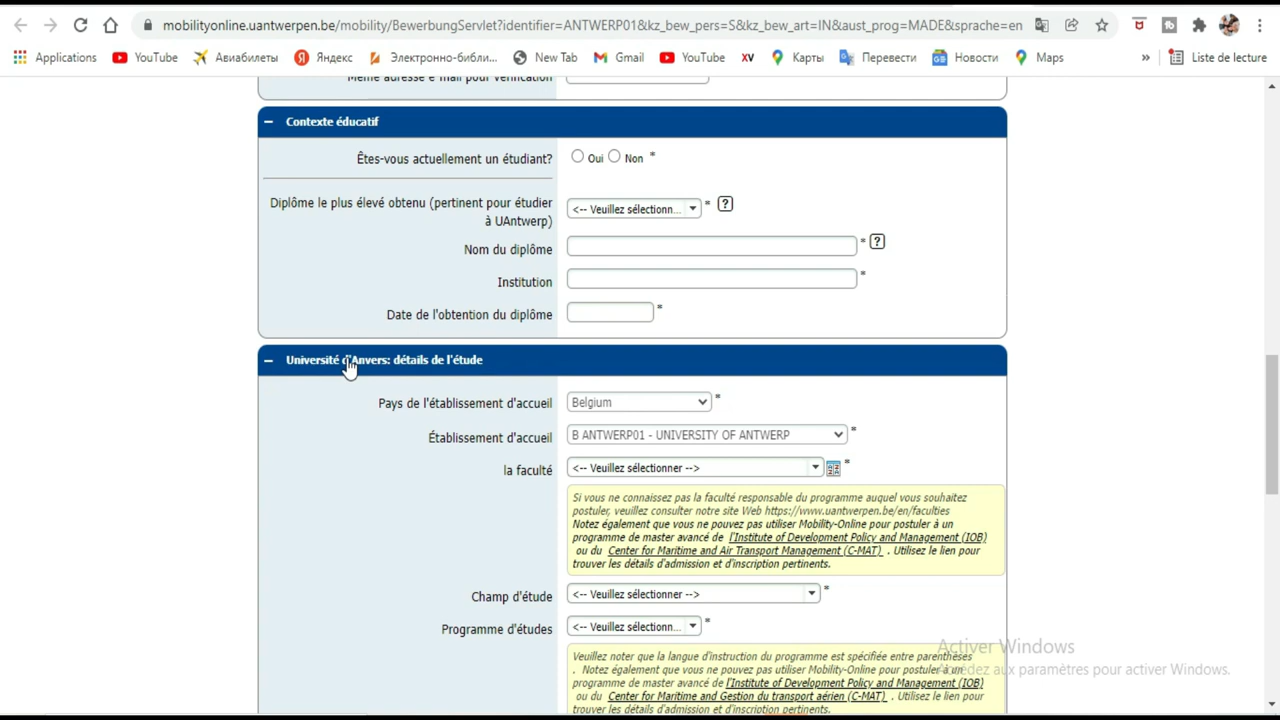 mobilityonline.uantwerpen.be/mobility/BewerbungServlet?identifier=ANTWERP01&kz_bew_pers=S&kz_bew_art=IN&aust_prog=MADE&sprache=en
Applications YouTube Авиабилеты Яндекс Электронно-библи... New Tab Gmail YouTube XV Карты Перевести Новости Maps » Liste de lecture
Même adresse e-mail pour vérification
Contexte éducatif
Êtes-vous actuellement un étudiant? Oui Non *
Diplôme le plus élevé obtenu (pertinent pour étudier <-- Veuillez sélectionn... * ?
à UAntwerp)
Nom du diplôme * ?
Institution *
Date de l'obtention du diplôme *
Université d'Anvers: détails de l'étude
Pays de l'établissement d'accueil Belgium *
Établissement d'accueil B ANTWERP01 - UNIVERSITY OF ANTWERP *
la faculté <-- Veuillez sélectionner --> *
Si vous ne connaissez pas la faculté responsable du programme auquel vous souhaitez
postuler, veuillez consulter notre site Web https://www.uantwerpen.be/en/faculties
Notez également que vous ne pouvez pas utiliser Mobility-Online pour postuler à un
programme de master avancé de l'Institute of Development Policy and Management (IOB)
ou du Center for Maritime and Air Transport Management (C-MAT) . Utilisez le lien pour
trouver les détails d'admission et d'inscription pertinents.
Champ d'étude <-- Veuillez sélectionner --> *
Programme d'études <-- Veuillez sélectionn... *
Veuillez noter que la langue d'instruction du programme est spécifiée entre parenthèses
. Notez également que vous ne pouvez pas utiliser Mobility-Online pour postuler à un
programme de master avancé de l'Institute of Development Policy and Management (IOB)
ou du Center for Maritime and Gestion du transport aérien (C-MAT) . Utilisez le lien pour
trouver les détails d'admission et d'inscription pertinents.
Activer Windows
Accédez aux paramètres pour activer Windows.